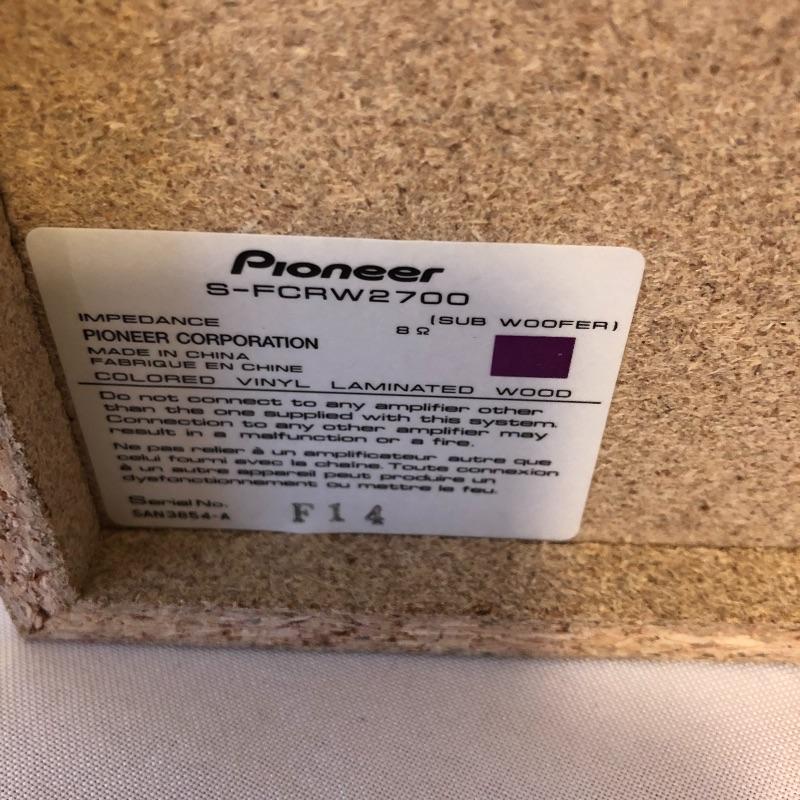 Pioneer
S-FCRW2700
(SUB WOOFER)
IMPEDANCE 8 Ω
PIONEER CORPORATION
MADE IN CHINA
FABRIQUE EN CHINE
COLORED VINYL LAMINATED WOOD
Do not connect to any amplifier other
than the one supplied with this system.
Connection to any other amplifier may
result in a malfunction or a fire.
Ne pas relier à un amplificateur autre que
celui fourni avec la chaîne. Toute connexion
à un autre appareil peut produire un
dysfonctionnement ou mettre le feu.
Serial No.
SAN3854-A F14